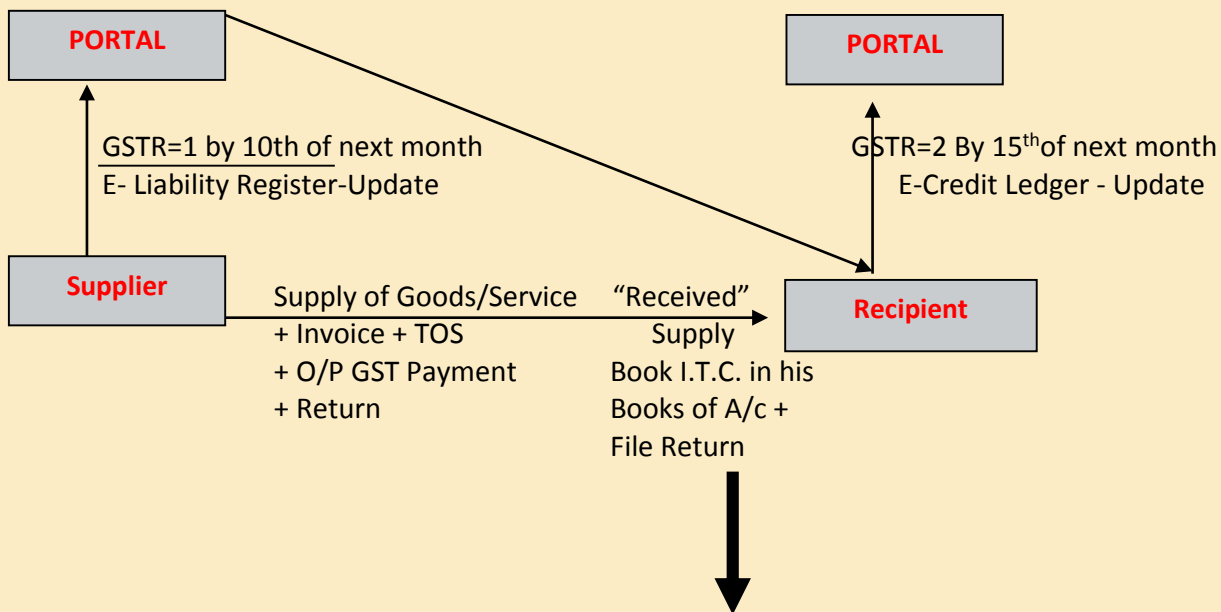 PORTAL
PORTAL
GSTR=1 by 10th of next month
E- Liability Register-Update
GSTR=2 By 15th of next month
E-Credit Ledger - Update
Supplier
Supply of Goods/Service
+ Invoice + TOS
+ O/P GST Payment
+ Return
“Received”
Supply
Book I.T.C. in his
Books of A/c +
File Return
Recipient